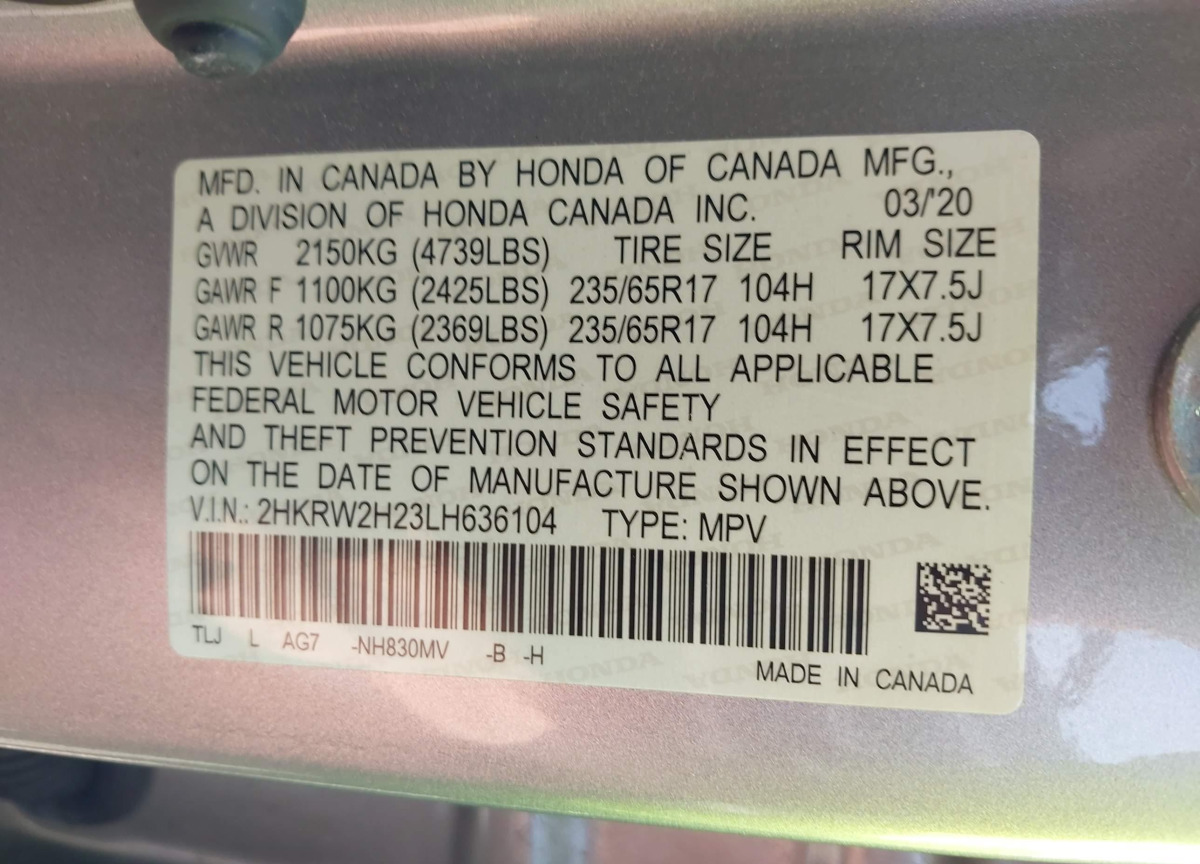 MFD. IN CANADA BY HONDA OF CANADA MFG.,
A DIVISION OF HONDA CANADA INC. 03/'20
GVWR 2150KG (4739LBS) TIRE SIZE RIM SIZE
GAWR F 1100KG (2425LBS) 235/65R17 104H 17X7.5J
GAWR R 1075KG (2369LBS) 235/65R17 104H 17X7.5J
THIS VEHICLE CONFORMS TO ALL APPLICABLE
FEDERAL MOTOR VEHICLE SAFETY
AND THEFT PREVENTION STANDARDS IN EFFECT
ON THE DATE OF MANUFACTURE SHOWN ABOVE.
V.I.N.: 2HKRW2H23LH636104 TYPE: MPV
TLJ L AG7 -NH830MV -B -H
MADE IN CANADA